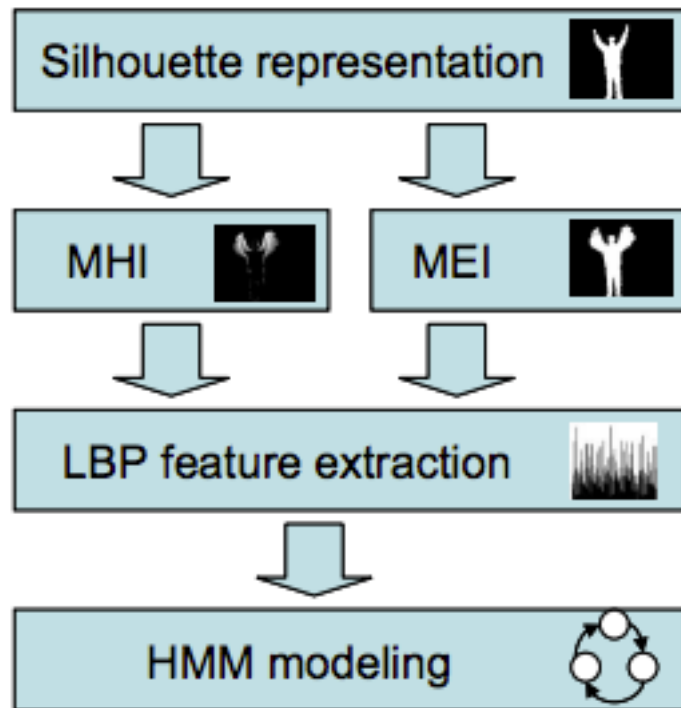 Silhouette representation
MHI
MEI
LBP feature extraction
HMM modeling